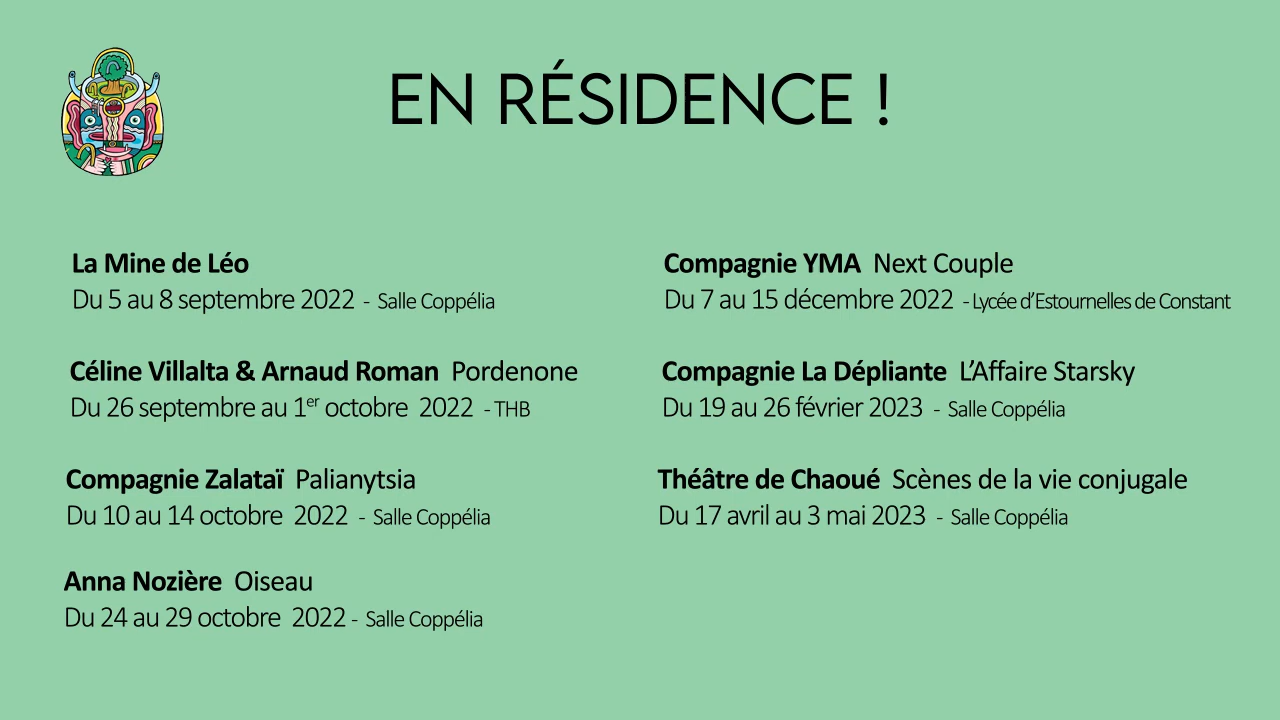 EN RÉSIDENCE !
La Mine de Léo
Du 5 au 8 septembre 2022 - Salle Coppélia
Céline Villalta & Arnaud Roman Pordenone
Du 26 septembre au 1er octobre 2022 - THB
Compagnie Zalataï Palianytsia
Du 10 au 14 octobre 2022 - Salle Coppélia
Anna Nozière Oiseau
Du 24 au 29 octobre 2022 - Salle Coppélia
Compagnie YMA Next Couple
Du 7 au 15 décembre 2022 - Lycée d’Estournelles de Constant
Compagnie La Dépliante L’Affaire Starsky
Du 19 au 26 février 2023 - Salle Coppélia
Théâtre de Chaoué Scènes de la vie conjugale
Du 17 avril au 3 mai 2023 - Salle Coppélia